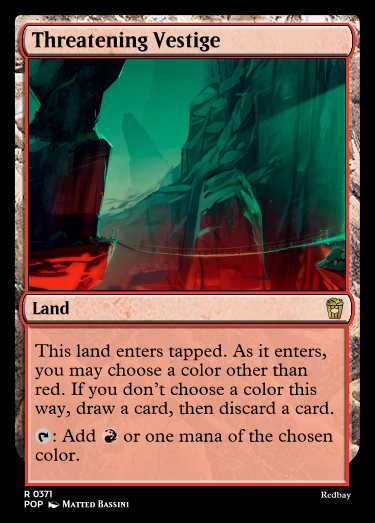 Threatening Vestige
Land
This land enters tapped. As it enters,
you may choose a color other than
red. If you don't choose a color this
way, draw a card, then discard a card.
: Add or one mana of the chosen
color.
R 0371
POP Matted Bassini
Redbay